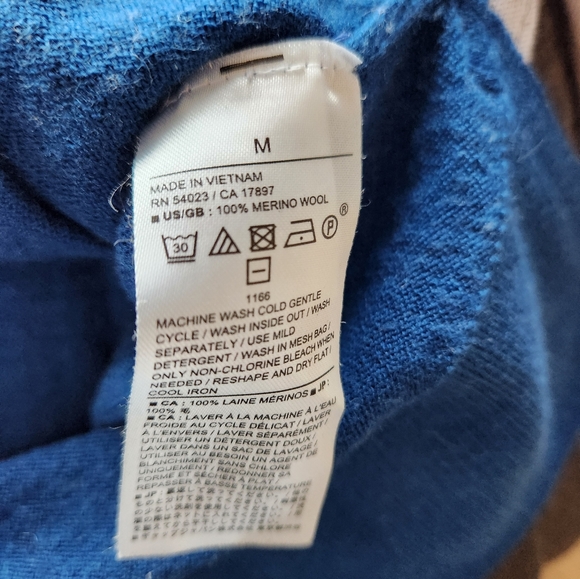 M
MADE IN VIETNAM
RN 54023 / CA 17897
US/GB : 100% MERINO WOOL
30 P ®
1166
MACHINE WASH COLD GENTLE
CYCLE / WASH INSIDE OUT / WASH
SEPARATELY / USE MILD
DETERGENT / WASH IN MESH BAG /
ONLY NON-CHLORINE BLEACH WHEN
NEEDED / RESHAPE AND DRY FLAT /
COOL IRON
CA : 100% LAINE MÉRINOS JP :
100% 毛
CA : LAVER À LA MACHINE À L'EAU
FROIDE AU CYCLE DÉLICAT / LAVER
À L'ENVERS / LAVER SÉPARÉMENT /
UTILISER UN DÉTERGENT DOUX /
LAVER DANS UN SAC DE LAVAGE /
UTILISER AU BESOIN UN AGENT DE
BLANCHIMENT SANS CHLORE
UNIQUEMENT / REDONNER SA
FORME ET SÉCHER À PLAT /
REPASSER À BASSE TEMPÉRATURE
JP :